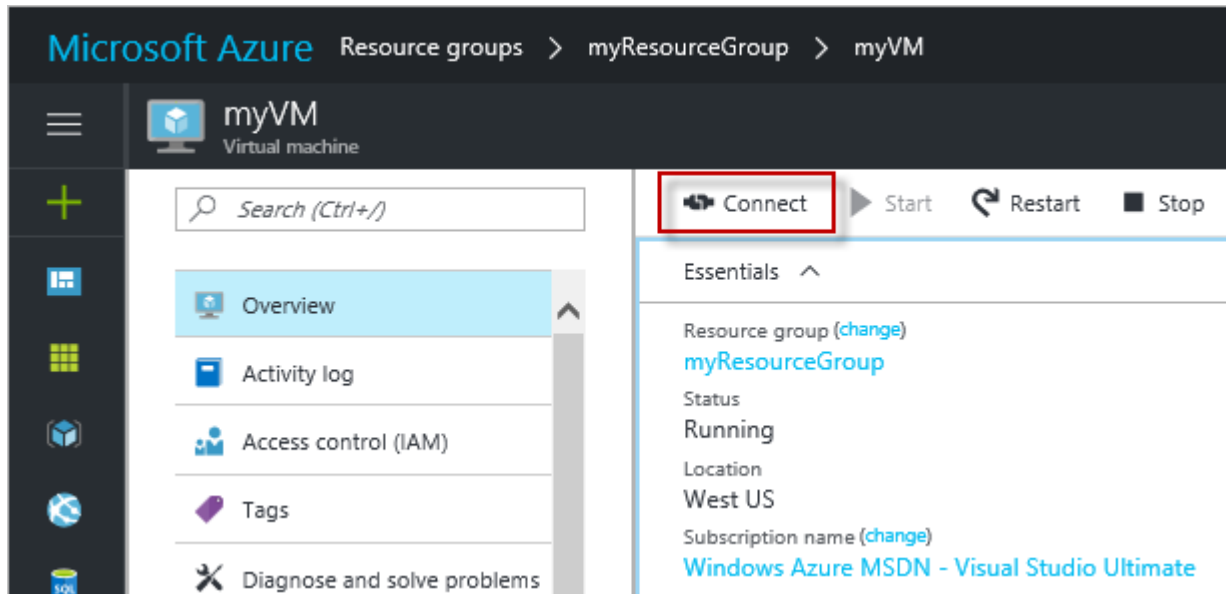 Microsoft Azure Resource groups > myResourceGroup > myVM
myVM
Virtual machine
Search (Ctrl+/)
Connect Start Restart Stop
Overview
Activity log
Access control (IAM)
Tags
Diagnose and solve problems
Essentials
Resource group (change)
myResourceGroup
Status
Running
Location
West US
Subscription name (change)
Windows Azure MSDN - Visual Studio Ultimate
SQL